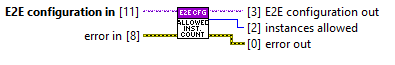 E2E configuration in [11]
[3] E2E configuration out
E2E CFG
ALLOWED
INST.
COUNT
[2] instances allowed
error in [8]
[0] error out